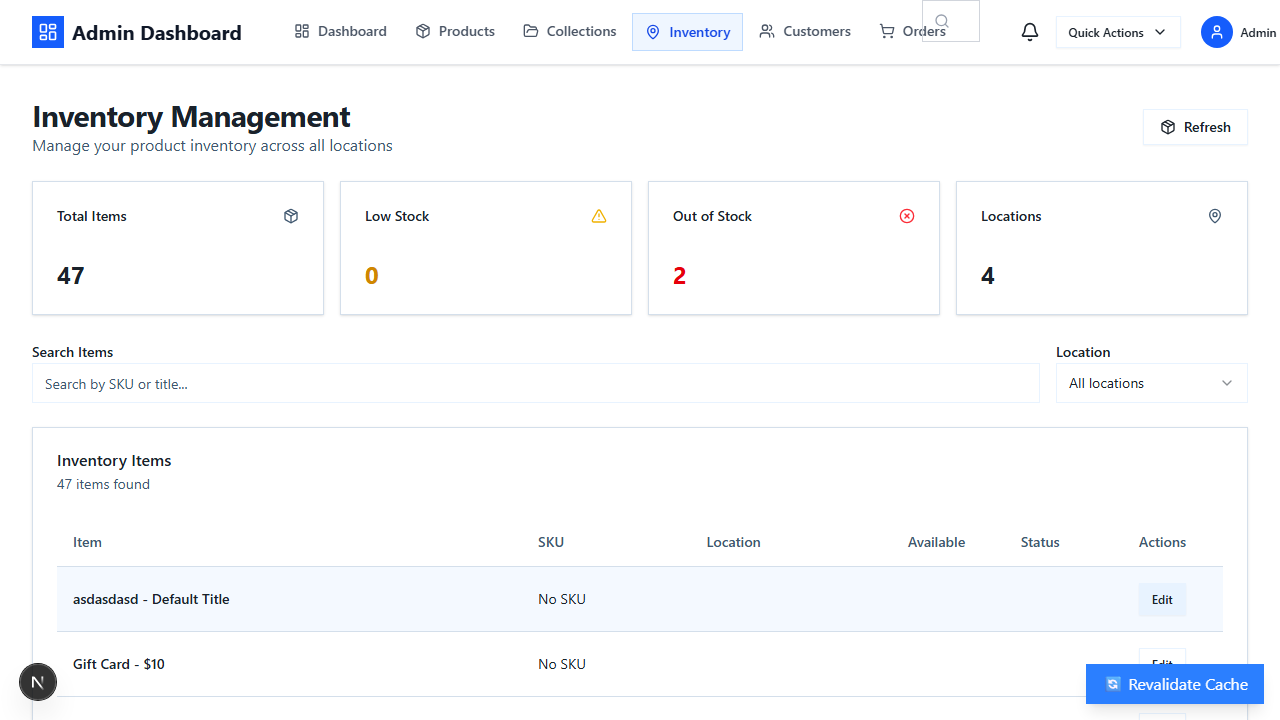 Admin Dashboard
Dashboard
Products
Collections
Inventory
Customers
Orders
Quick Actions
Admin
Inventory Management
Manage your product inventory across all locations
Refresh
Total Items
47
Low Stock
0
Out of Stock
2
Locations
4
Search Items
Search by SKU or title...
Location
All locations
Inventory Items
47 items found
Item SKU Location Available Status Actions
asdasdasd - Default Title No SKU Edit
Gift Card - $10 No SKU Edit
N
Revalidate Cache